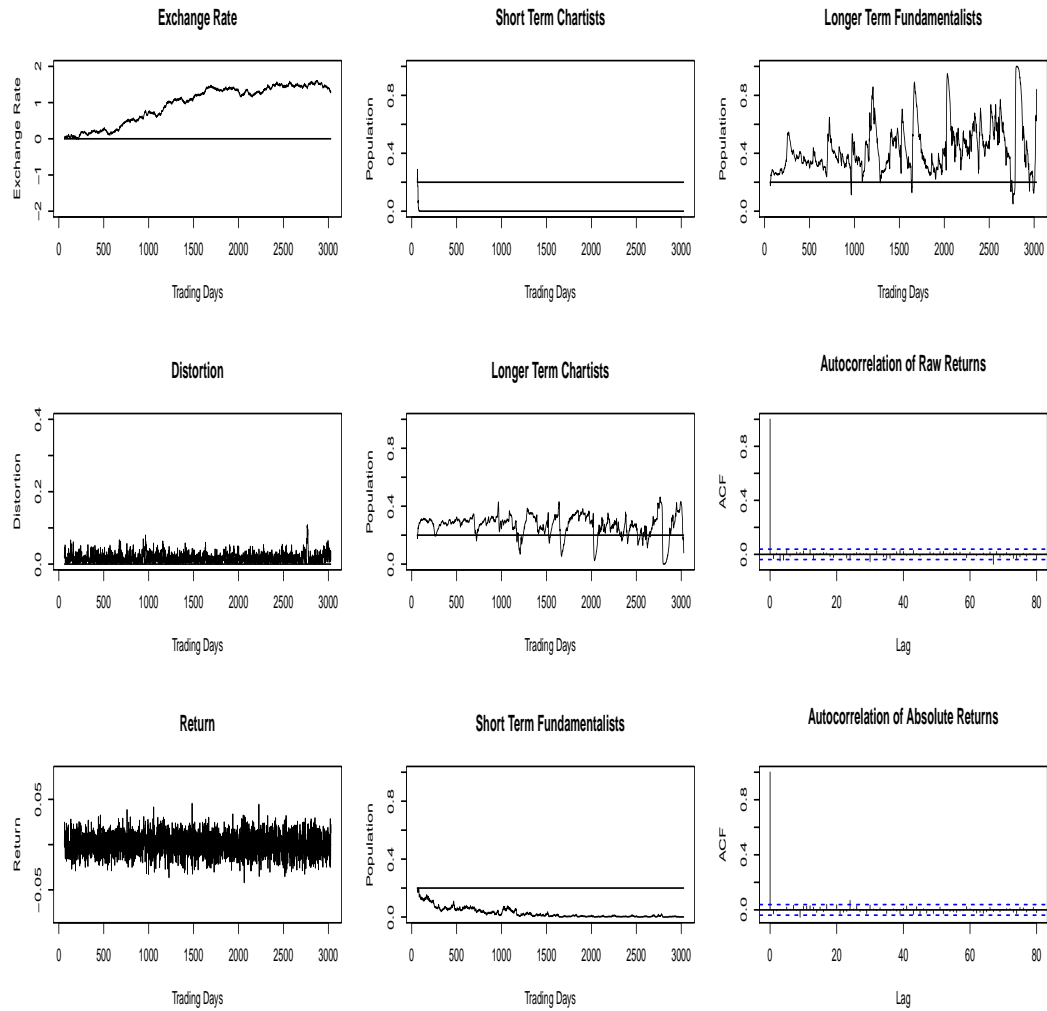 Exchange Rate
Exchange Rate
2
1
0
−1
−2
0 500 1000 1500 2000 2500 3000
Trading Days
Short Term Chartists
Population
0.8
0.4
0.0
0 500 1000 1500 2000 2500 3000
Trading Days
Longer Term Fundamentalists
Population
0.8
0.4
0.0
0 500 1000 1500 2000 2500 3000
Trading Days
Distortion
Distortion
0.4
0.2
0.0
0 500 1000 1500 2000 2500 3000
Trading Days
Longer Term Chartists
Population
0.8
0.4
0.0
0 500 1000 1500 2000 2500 3000
Trading Days
Autocorrelation of Raw Returns
ACF
0.8
0.4
0.0
0 20 40 60 80
Lag
Return
Return
0.05
−0.05
0 500 1000 1500 2000 2500 3000
Trading Days
Short Term Fundamentalists
Population
0.8
0.4
0.0
0 500 1000 1500 2000 2500 3000
Trading Days
Autocorrelation of Absolute Returns
ACF
0.8
0.4
0.0
0 20 40 60 80
Lag